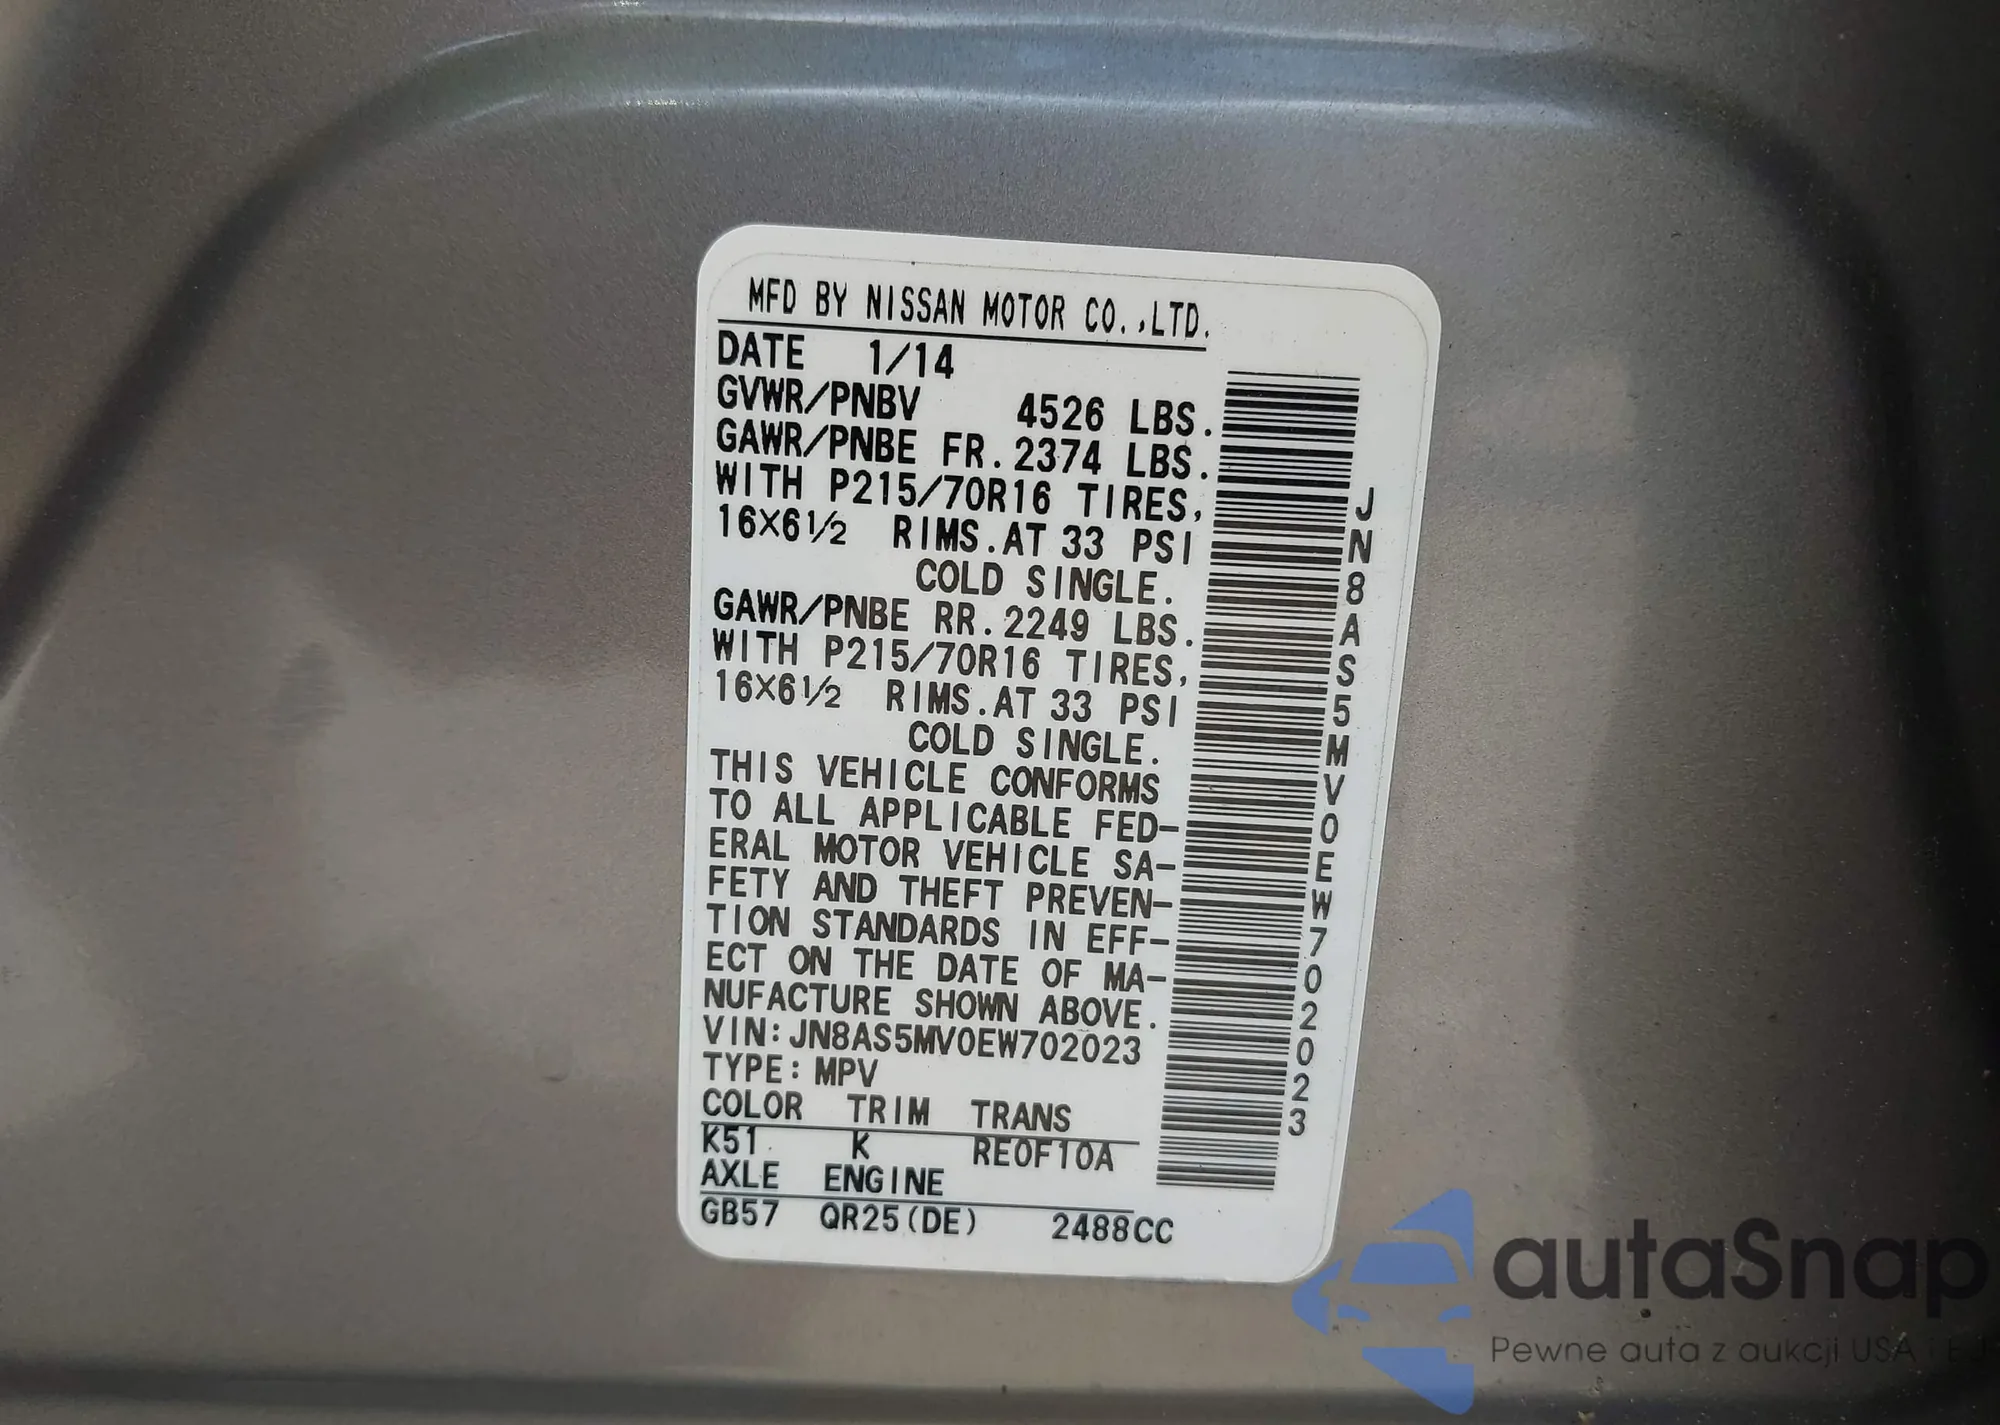 MFD BY NISSAN MOTOR CO.,LTD.
DATE 1/14
GVWR/PNBV 4526 LBS.
GAWR/PNBE FR. 2374 LBS.
WITH P215/70R16 TIRES,
16×6½ RIMS.AT 33 PSI
COLD SINGLE.
GAWR/PNBE RR. 2249 LBS.
WITH P215/70R16 TIRES,
16×6½ RIMS.AT 33 PSI
COLD SINGLE.
THIS VEHICLE CONFORMS
TO ALL APPLICABLE FED-
ERAL MOTOR VEHICLE SA-
FETY AND THEFT PREVEN-
TION STANDARDS IN EFF-
ECT ON THE DATE OF MA-
NUFACTURE SHOWN ABOVE.
VIN:JN8AS5MV0EW702023
TYPE:MPV
COLOR TRIM TRANS
K51 K RE0F10A
AXLE ENGINE
GB57 QR25(DE) 2488CC
JN8AS5MV0EW702023
autaSnap
Pewne auta z aukcji USA i EU